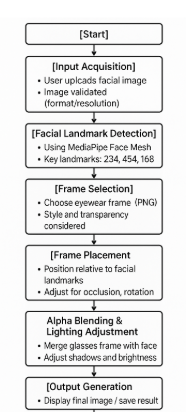 [Start]
[Input Acquisition]
• User uplcads facial image
• Image validated
(format/resolution)
[Facial Landmark Detection]
• Using MediaPipe Face Mesh
• Key landmarks: 234, 454, 168
[Frame Selection]
• Choose eyewear frame (PNG)
• Style and transparency
considered
[Frame Placement
• Position relative to facial
landmarks
• Adjust for occlusion, rotation
Alpha Blending &
Lighting Adjustment
• Merge glasses frame with face
• Adjust shadows and brightness
[Output Generation
• Display final image / save result